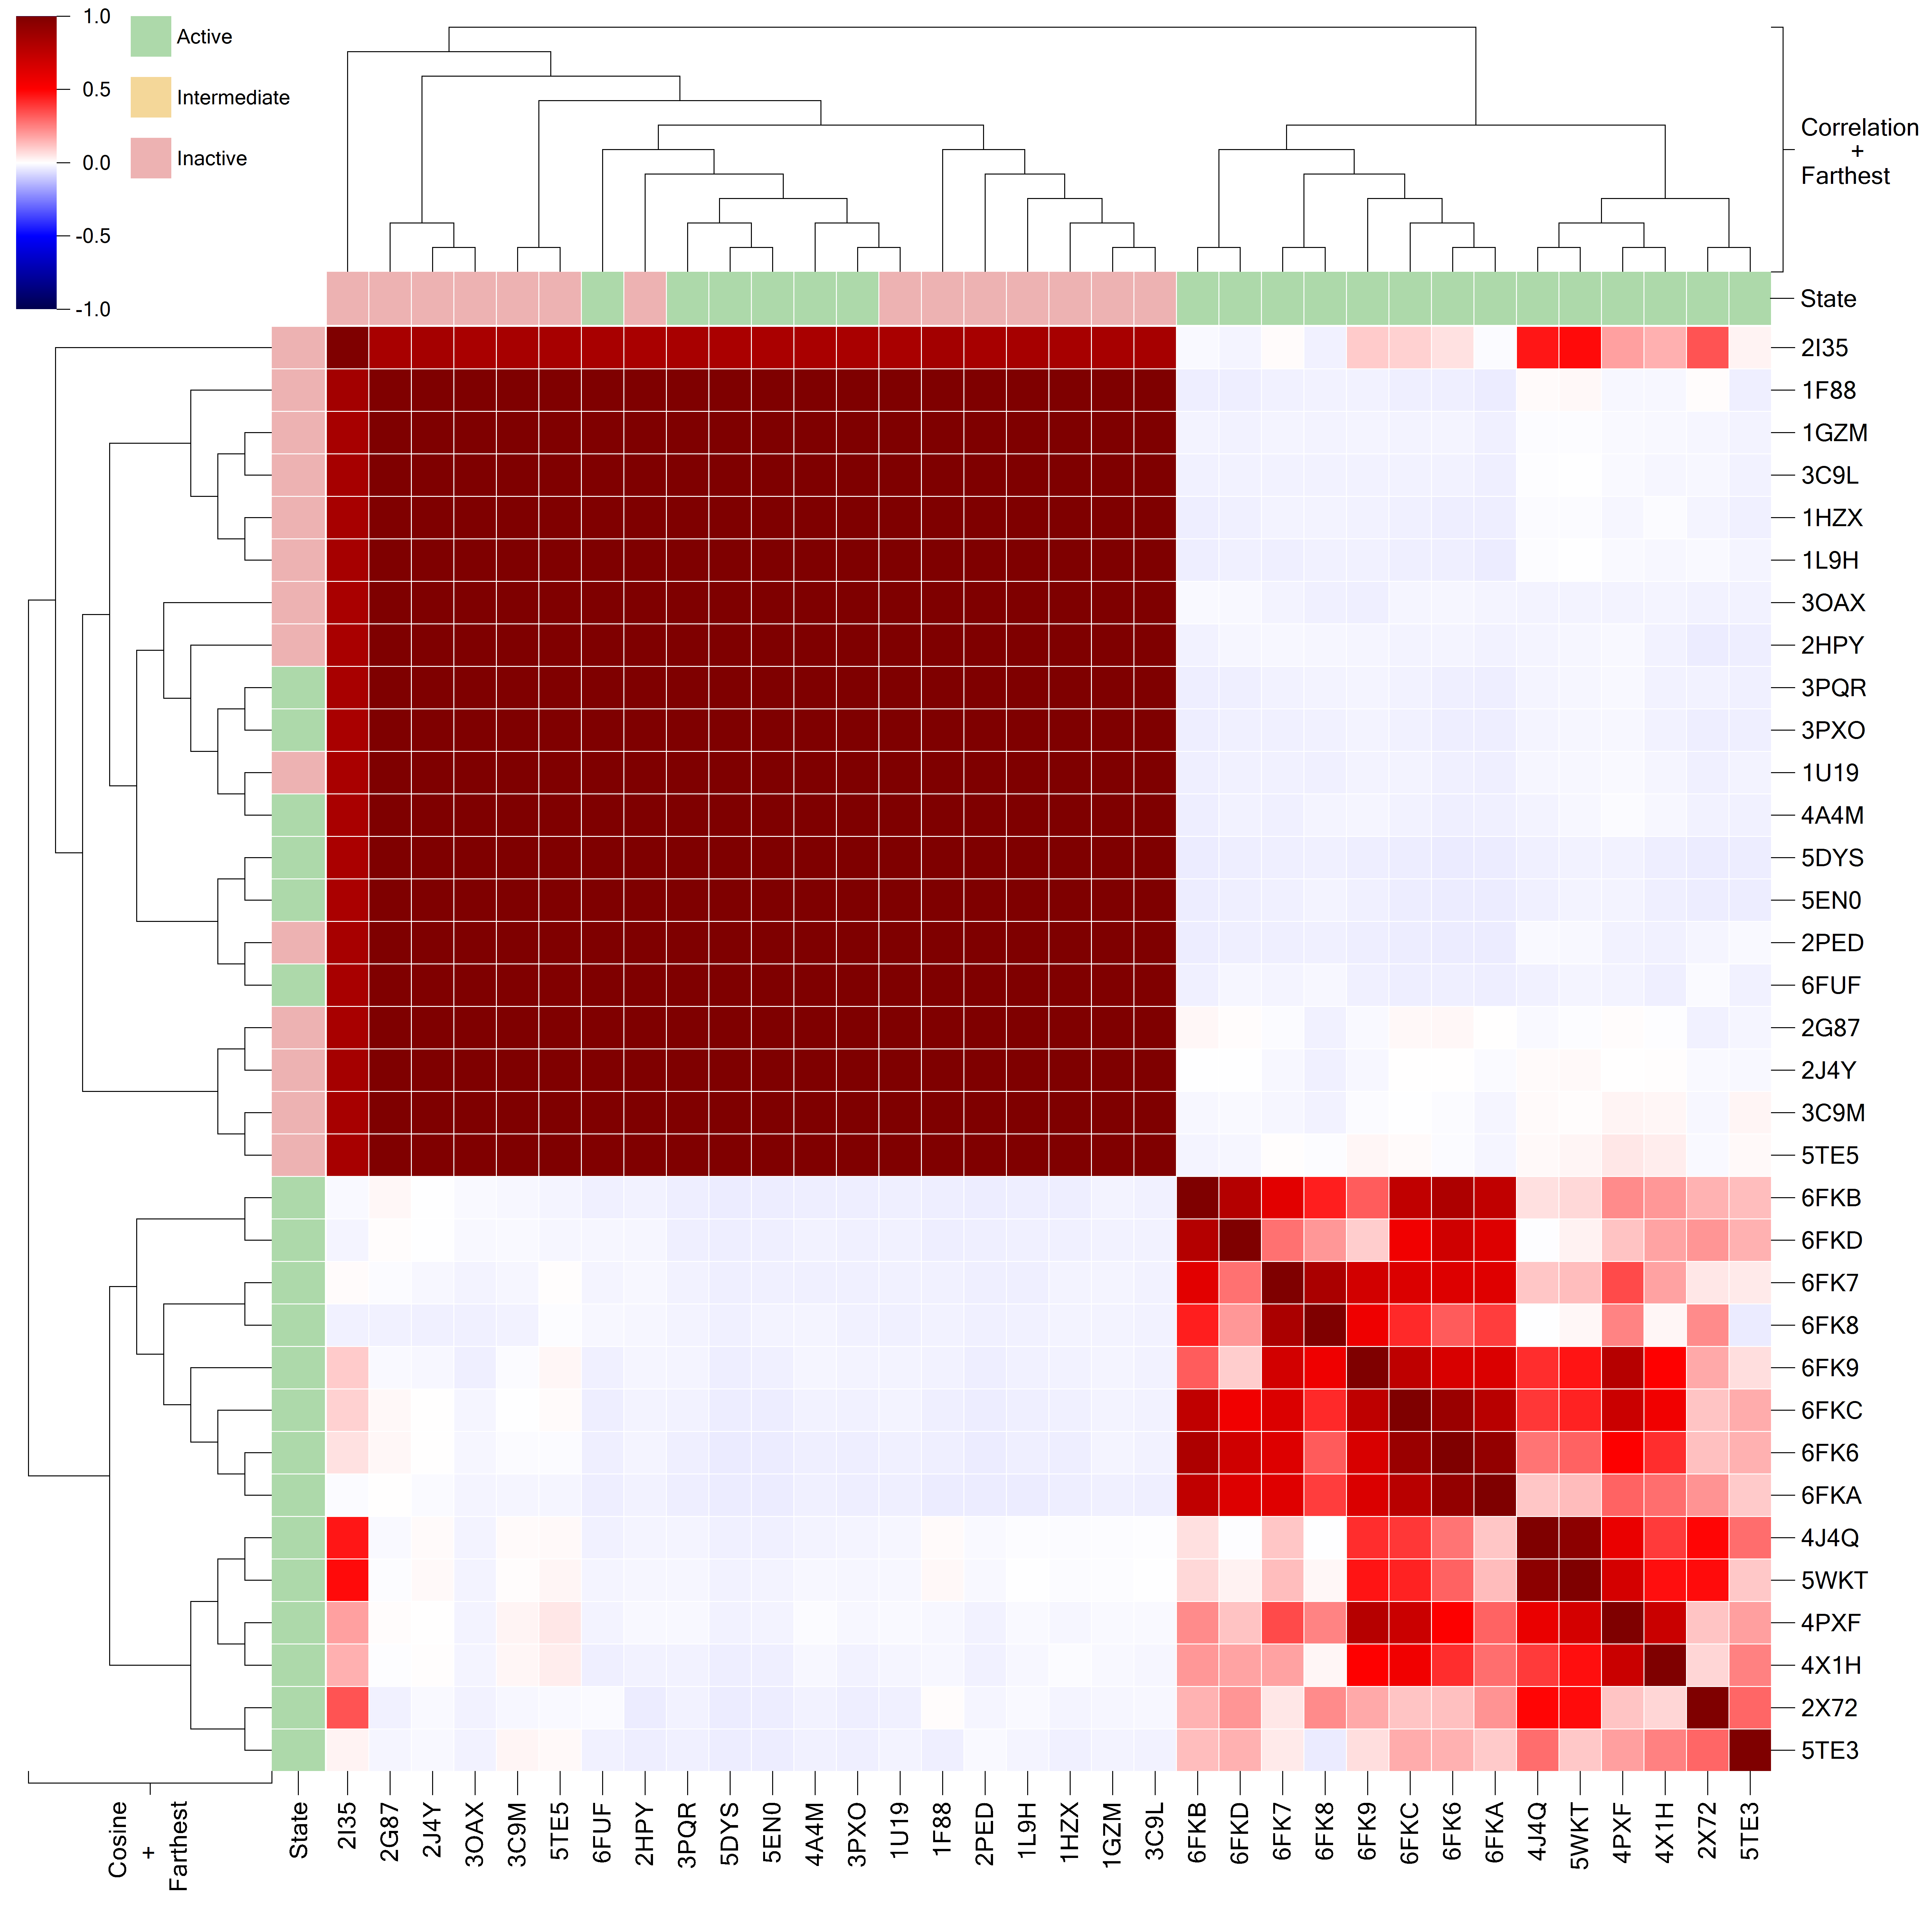 1.0
0.5
0.0
-0.5
-1.0
Active
Intermediate
Inactive
Correlation
+
Farthest
State
2I35
1F88
1GZM
3C9L
1HZX
1L9H
3OAX
2HPY
3PQR
3PXO
1U19
4A4M
5DYS
5EN0
2PED
6FUF
2G87
2J4Y
3C9M
5TE5
6FKB
6FKD
6FK7
6FK8
6FK9
6FKC
6FK6
6FKA
4J4Q
5WKT
4PXF
4X1H
2X72
5TE3
Cosine
+
Farthest
State
2I35
2G87
2J4Y
3OAX
3C9M
5TE5
6FUF
2HPY
3PQR
5DYS
5EN0
4A4M
3PXO
1U19
1F88
2PED
1L9H
1HZX
1GZM
3C9L
6FKB
6FKD
6FK7
6FK8
6FK9
6FKC
6FK6
6FKA
4J4Q
5WKT
4PXF
4X1H
2X72
5TE3